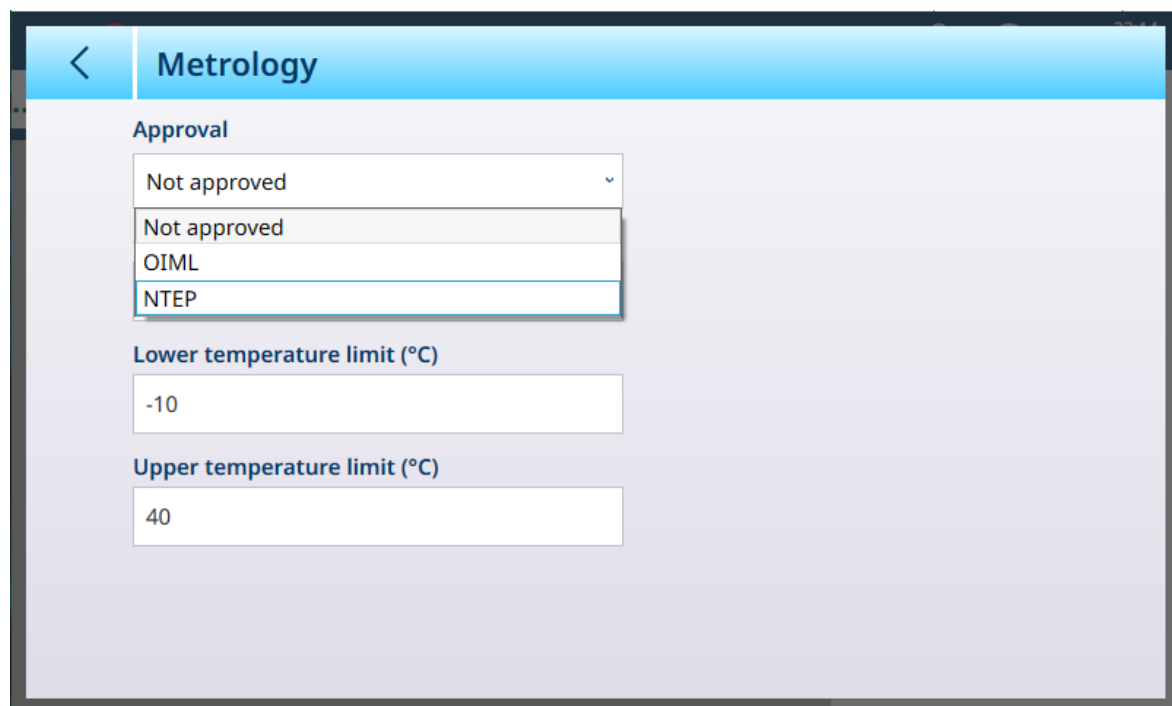 Metrology
Approval
Not approved
Not approved
OIML
NTEP
Lower temperature limit (°C)
-10
Upper temperature limit (°C)
40